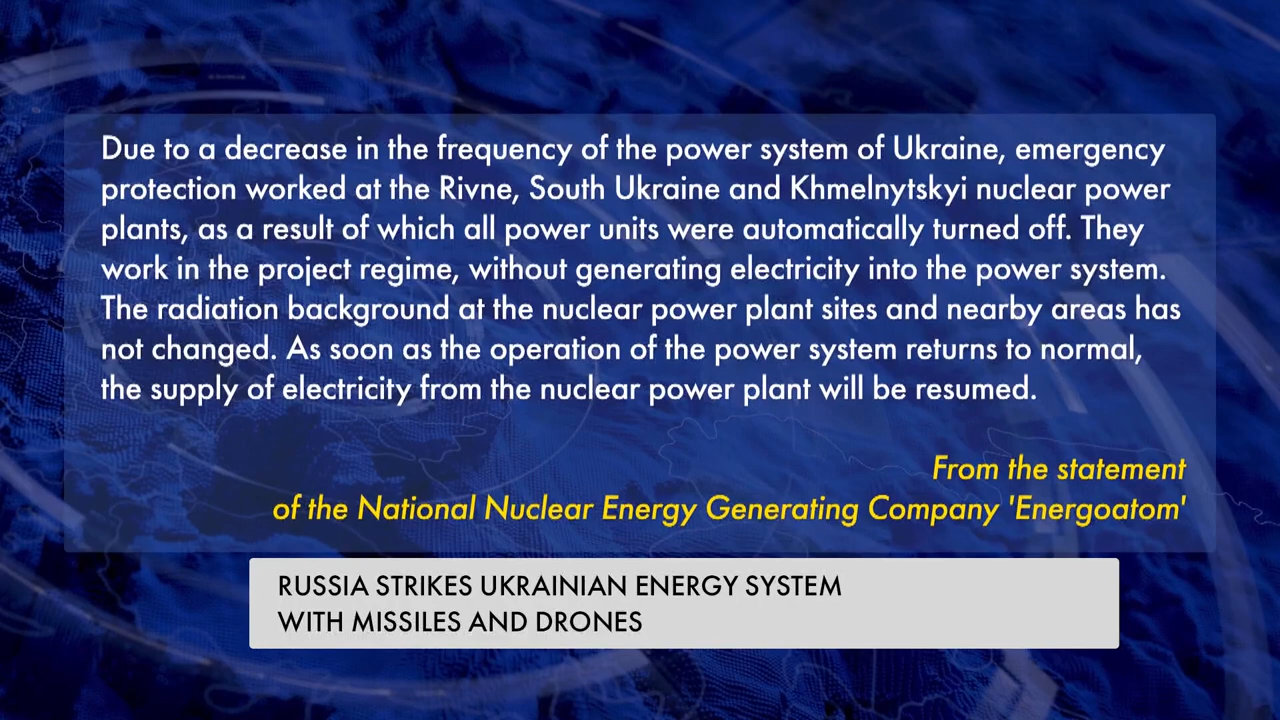 Due to a decrease in the frequency of the power system of Ukraine, emergency
protection worked at the Rivne, South Ukraine and Khmelnytskyi nuclear power
plants, as a result of which all power units were automatically turned off. They
work in the project regime, without generating electricity into the power system.
The radiation background at the nuclear power plant sites and nearby areas has
not changed. As soon as the operation of the power system returns to normal,
the supply of electricity from the nuclear power plant will be resumed.
From the statement
of the National Nuclear Energy Generating Company 'Energoatom'
RUSSIA STRIKES UKRAINIAN ENERGY SYSTEM
WITH MISSILES AND DRONES